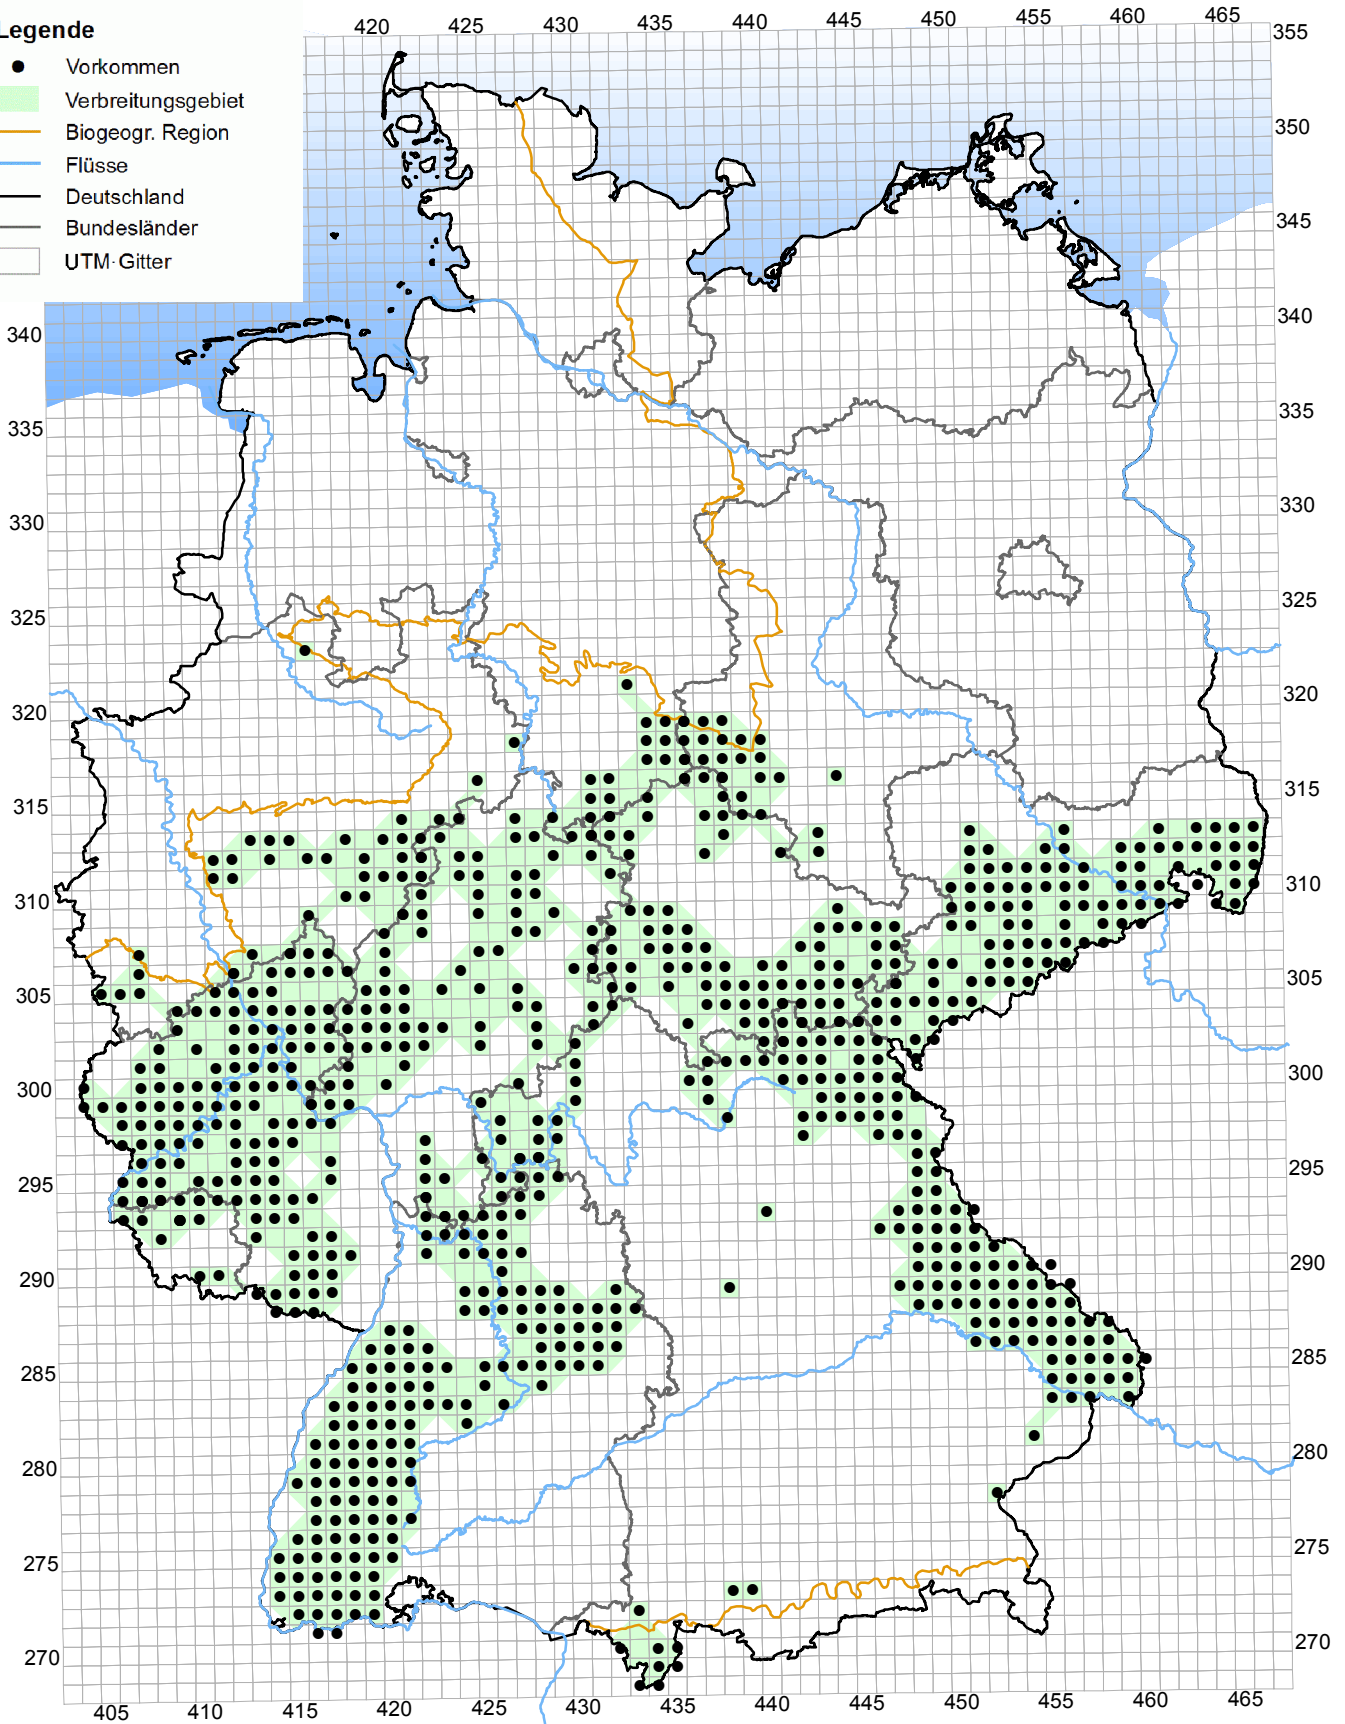 Legende
Vorkommen
Verbreitungsgebiet
Biogeogr. Region
Flüsse
Deutschland
Bundesländer
UTM-Gitter
420 425 430 435 440 445 450 455 460 465
355
350
345
340 340
335 335
330 330
325 325
320 320
315 315
310 310
305 305
300 300
295 295
290 290
285 285
280 280
275 275
270 270
405 410 415 420 425 430 435 440 445 450 455 460 465